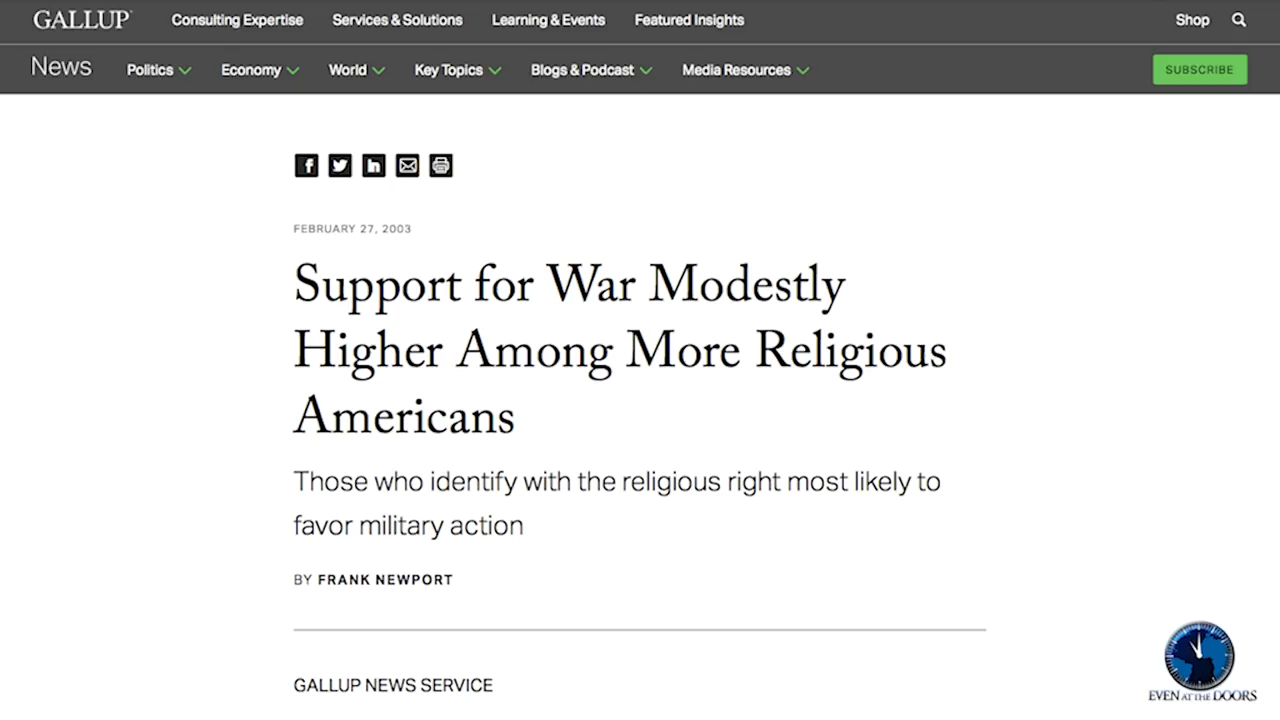 GALLUP Consulting Expertise Services & Solutions Learning & Events Featured Insights Shop
News Politics Economy World Key Topics Blogs & Podcast Media Resources SUBSCRIBE
FEBRUARY 27, 2003
Support for War Modestly
Higher Among More Religious
Americans
Those who identify with the religious right most likely to
favor military action
BY FRANK NEWPORT
GALLUP NEWS SERVICE
EVEN AT THE DOORS